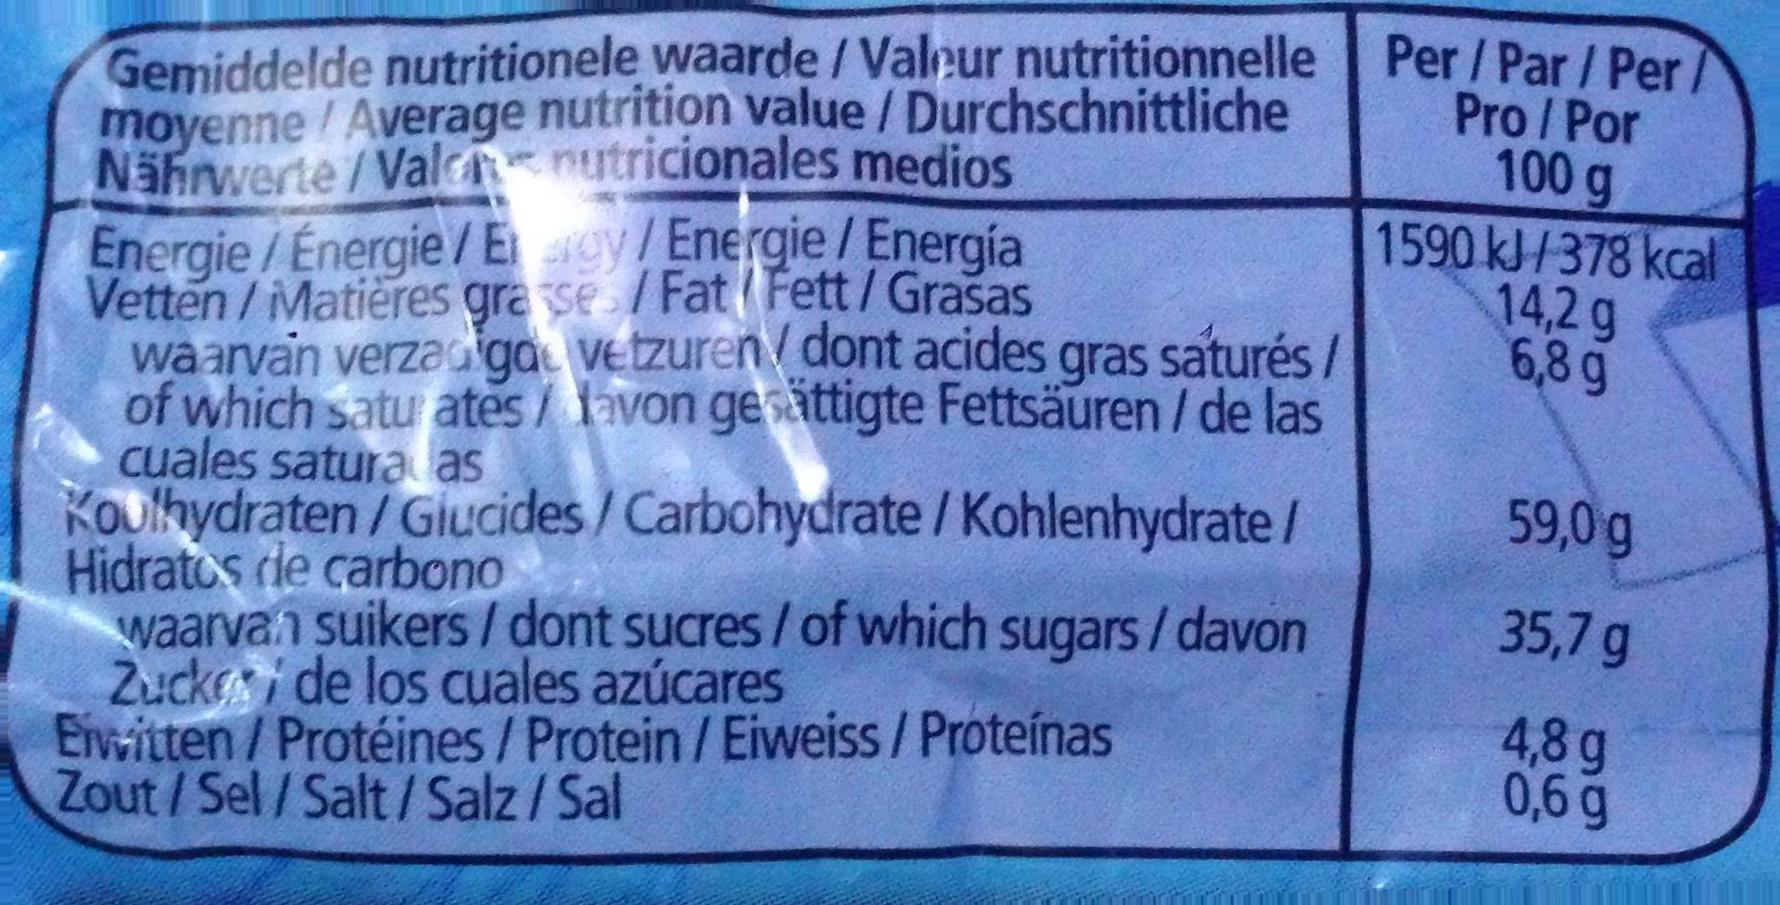 Gemiddelde nutritionele waarde / Valeur nutritionnelle
moyenne / Average nutrition value / Durchschnittliche
Nährwerte / Valores nutricionales medios
Per / Par / Per /
Pro / Por
100 g
Energie / Énergie / Energy / Energie / Energía 1590 kJ / 378 kcal
Vetten / Matières grasses / Fat / Fett / Grasas 14,2 g
waarvan verzadigde vetzuren / dont acides gras saturés / 6,8 g
of which saturates / davon gesättigte Fettsäuren / de las
cuales saturadas
Koolhydraten / Glucides / Carbohydrate / Kohlenhydrate / 59,0 g
Hidratos de carbono
waarvan suikers / dont sucres / of which sugars / davon 35,7 g
Zucker / de los cuales azúcares
Eiwitten / Protéines / Protein / Eiweiss / Proteínas 4,8 g
Zout / Sel / Salt / Salz / Sal 0,6 g